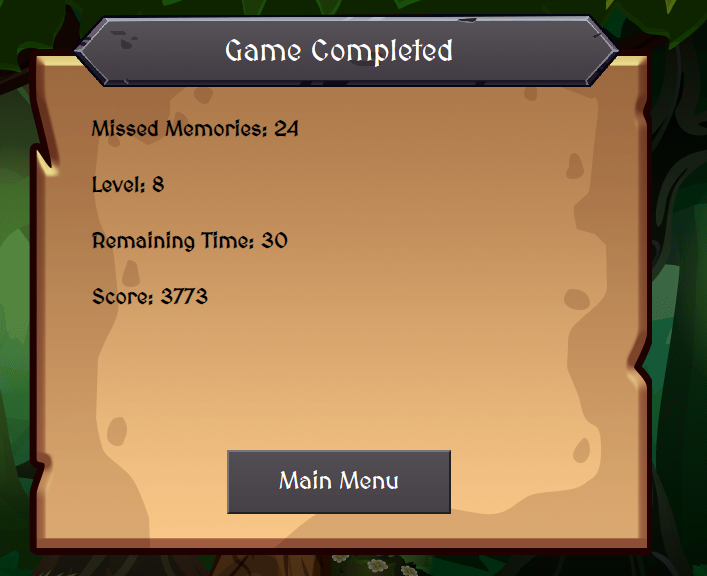 Game Completed
Missed Memories: 24
Level: 8
Remaining Time: 30
Score: 3773
Main Menu